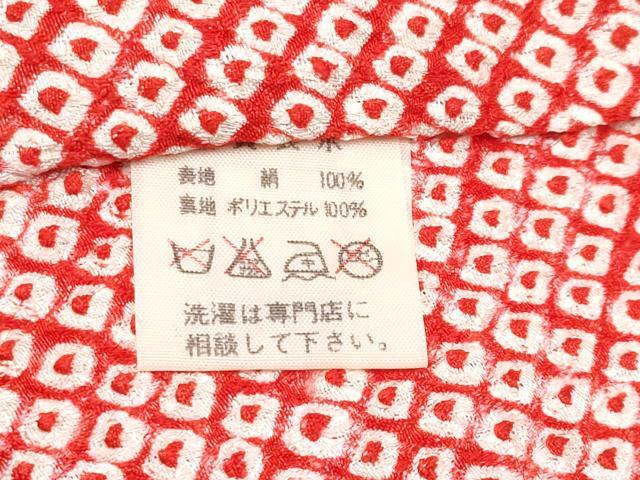 表地 絹 100%
裏地 ポリエステル 100%
洗濯は専門店に
相談して下さい。